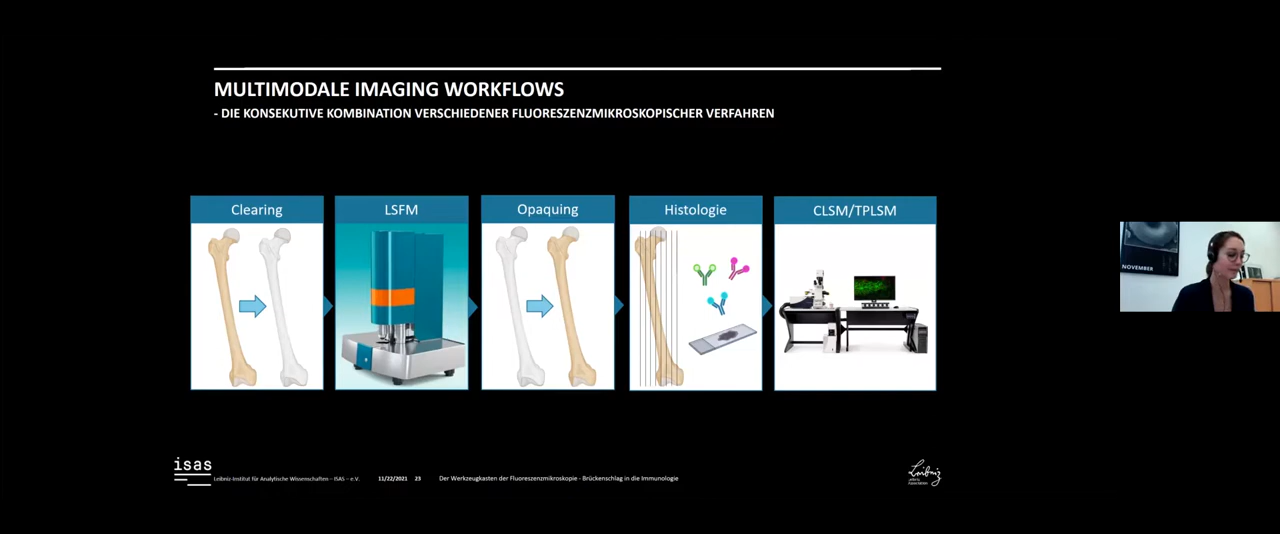 MULTIMODALE IMAGING WORKFLOWS
- DIE KONSEKUTIVE KOMBINATION VERSCHIEDENER FLUORESZENZMIKROSKOPISCHER VERFAHREN
Clearing
LSFM
Opaquing
Histologie
CLSM/TPLSM
NOVEMBER
isas
Leibniz-Institut für Analytische Wissenschaften – ISAS – e.V.
11/22/2021
23
Der Werkzeugkasten der Fluoreszenzmikroskopie - Brückenschlag in die Immunologie
Leibniz